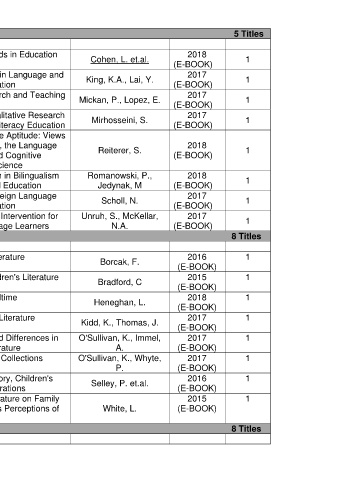 5 Titles
ds in Education Cohen, L. et.al. 2018 (E-BOOK) 1
in Language and ation King, K.A., Lai, Y. 2017 (E-BOOK) 1
rch and Teaching Mickan, P., Lopez, E. 2017 (E-BOOK) 1
litative Research iteracy Education Mirhosseini, S. 2017 (E-BOOK) 1
e Aptitude: Views , the Language d Cognitive cience Reiterer, S. 2018 (E-BOOK) 1
n in Bilingualism l Education Romanowski, P., Jedynak, M 2018 (E-BOOK) 1
eign Language ation Scholl, N. 2017 (E-BOOK) 1
Intervention for age Learners Unruh, S., McKellar, N.A. 2017 (E-BOOK) 1
8 Titles
erature Borcak, F. 2016 (E-BOOK) 1
dren's Literature Bradford, C 2015 (E-BOOK) 1
ltime Heneghan, L. 2018 (E-BOOK) 1
Literature Kidd, K., Thomas, J. 2017 (E-BOOK) 1
d Differences in rature O'Sullivan, K., Immel, A. 2017 (E-BOOK) 1
Collections O'Sullivan, K., Whyte, P. 2017 (E-BOOK) 1
ory, Children's rations Selley, P. et.al. 2016 (E-BOOK) 1
ature on Family s Perceptions of White, L. 2015 (E-BOOK) 1
8 Titles